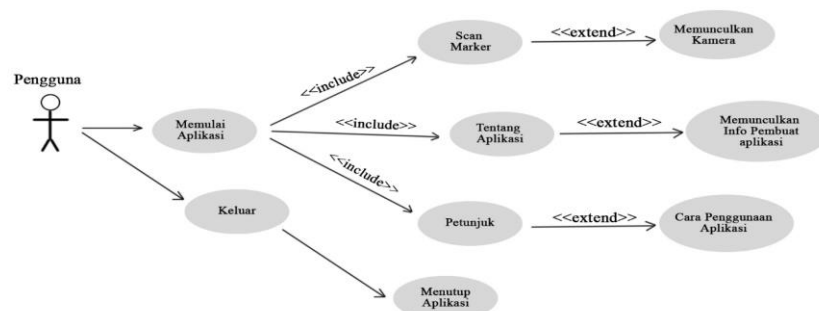 Pengguna
Memulai
Aplikasi
Keluar
Menutup
Aplikasi
<<include>>
<<include>>
<<include>>
Scan
Marker
<<extend>>
Memunculkan
Kamera
Tentang
Aplikasi
<<extend>>
Memunculkan
Info Pembuat
aplikasi
Petunjuk
<<extend>>
Cara Penggunaan
Aplikasi